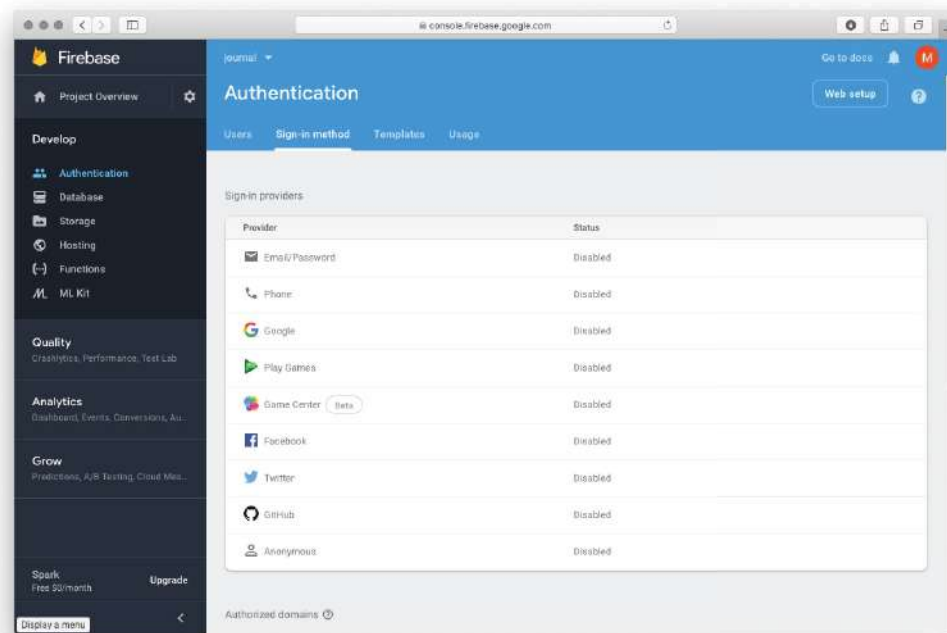 console.firebase.google.com
Firebase
Project Overview
Develop
Authentication
Database
Storage
Hosting
Functions
ML Kit
Quality
Crashlytics, Performance, Test Lab
Analytics
Dashboard, Events, Conversions, Au...
Grow
Predictions, A/B Testing, Cloud Mes...
Spark
Free $0/month
Upgrade
Display a menu
journal
Go to docs
M
Authentication
Web setup
?
Users Sign-in method Templates Usage
Sign-in providers
Provider Status
Email/Password Disabled
Phone Disabled
Google Disabled
Play Games Disabled
Game Center Beta Disabled
Facebook Disabled
Twitter Disabled
GitHub Disabled
Anonymous Disabled
Authorized domains ?